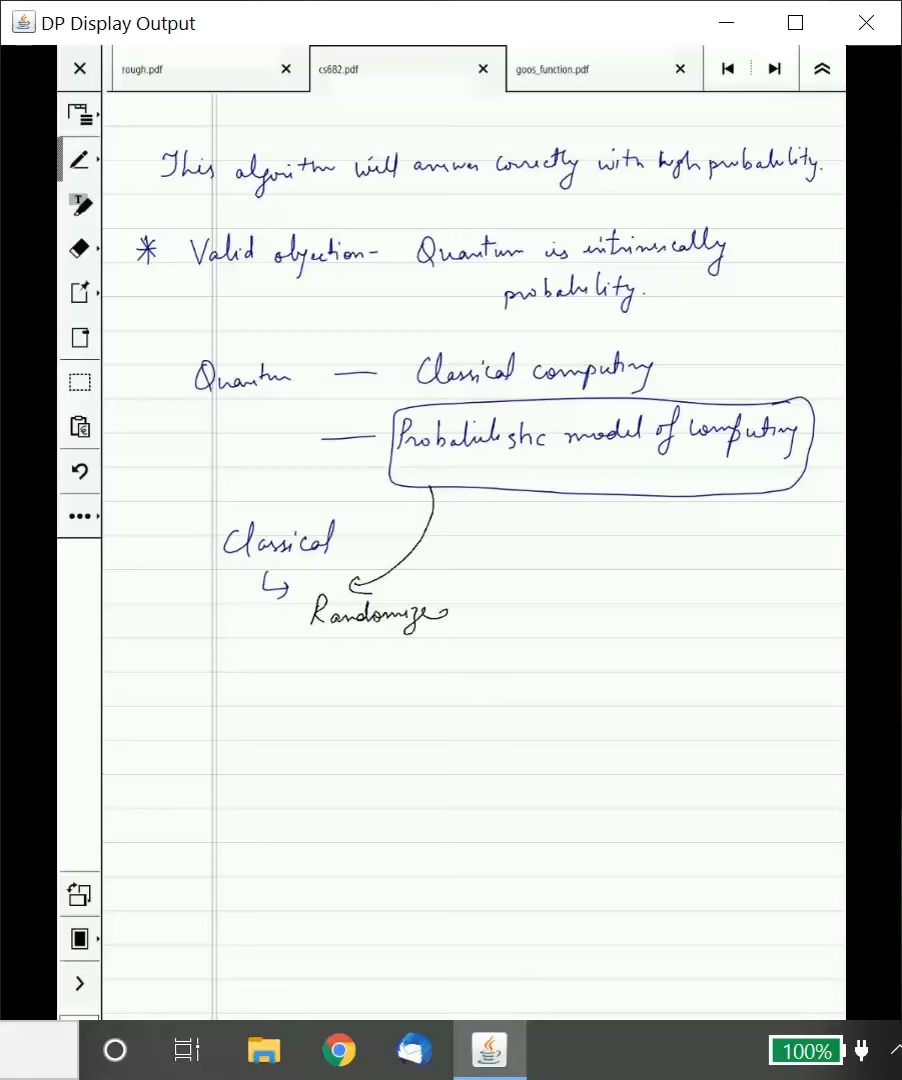 DP Display Output
rough.pdf
cs682.pdf
goos_function.pdf
This algorithm will answer correctly with high probability.
* Valid objection - Quantum is intrinsically
probability.
Quantum — Classical computing
— Probabilistic model of computing
Classical
↳ Randomize
100%